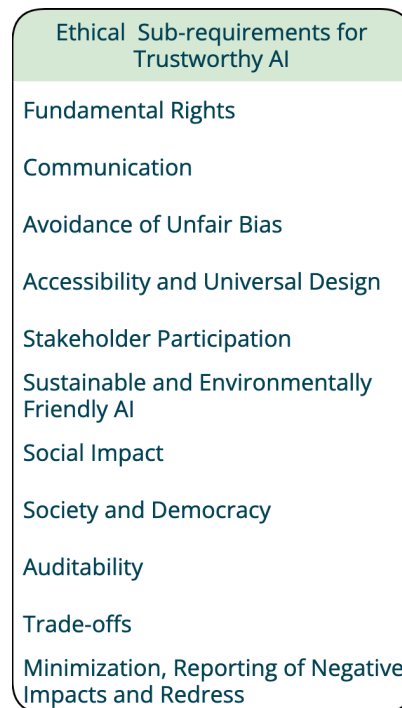 Ethical Sub-requirements for
Trustworthy AI
Fundamental Rights
Communication
Avoidance of Unfair Bias
Accessibility and Universal Design
Stakeholder Participation
Sustainable and Environmentally
Friendly AI
Social Impact
Society and Democracy
Auditability
Trade-offs
Minimization, Reporting of Negative
Impacts and Redress